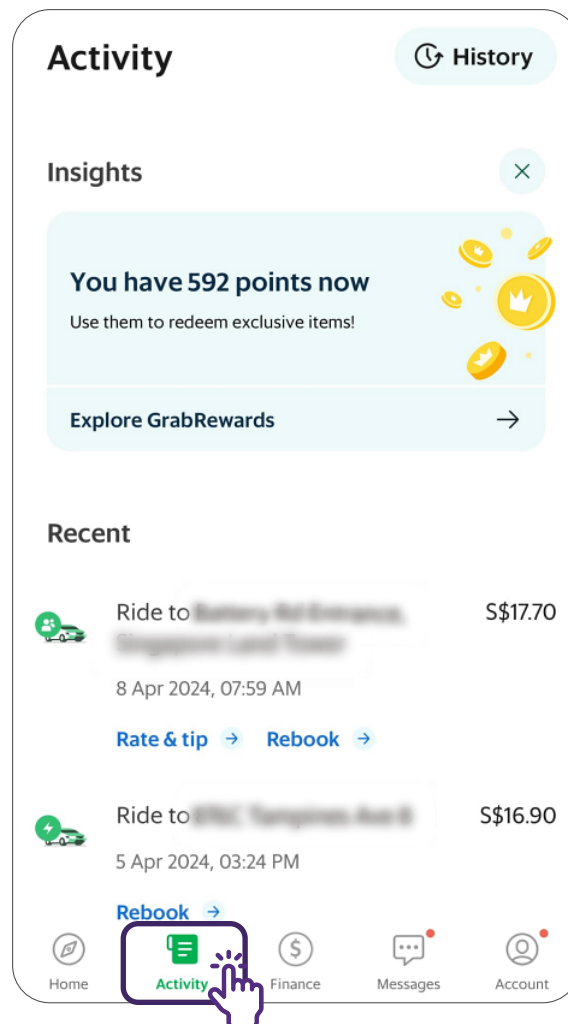 Activity
History
Insights
You have 592 points now
Use them to redeem exclusive items!
Explore GrabRewards
Recent
Ride to
S$17.70
8 Apr 2024, 07:59 AM
Rate & tip
Rebook
Ride to
S$16.90
5 Apr 2024, 03:24 PM
Rebook
Home
Activity
Finance
Messages
Account